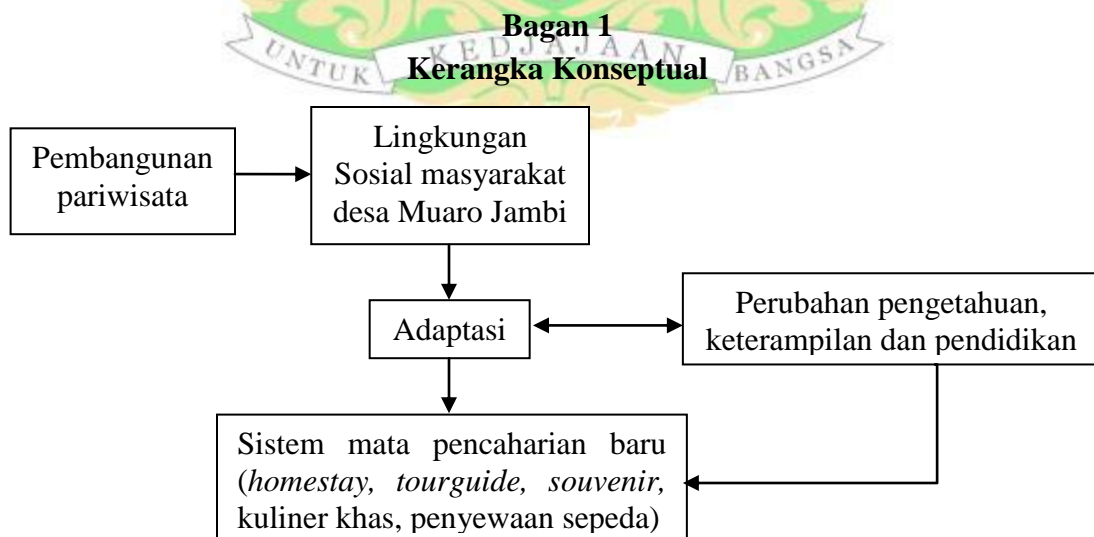 Bagan 1
UNTUK KEDJAJAAN BANGSA
Kerangka Konseptual
Pembangunan
pariwisata
Lingkungan
Sosial masyarakat
desa Muaro Jambi
Adaptasi
Perubahan pengetahuan,
keterampilan dan pendidikan
Sistem mata pencaharian baru
(homestay, tourguide, souvenir,
kuliner khas, penyewaan sepeda)